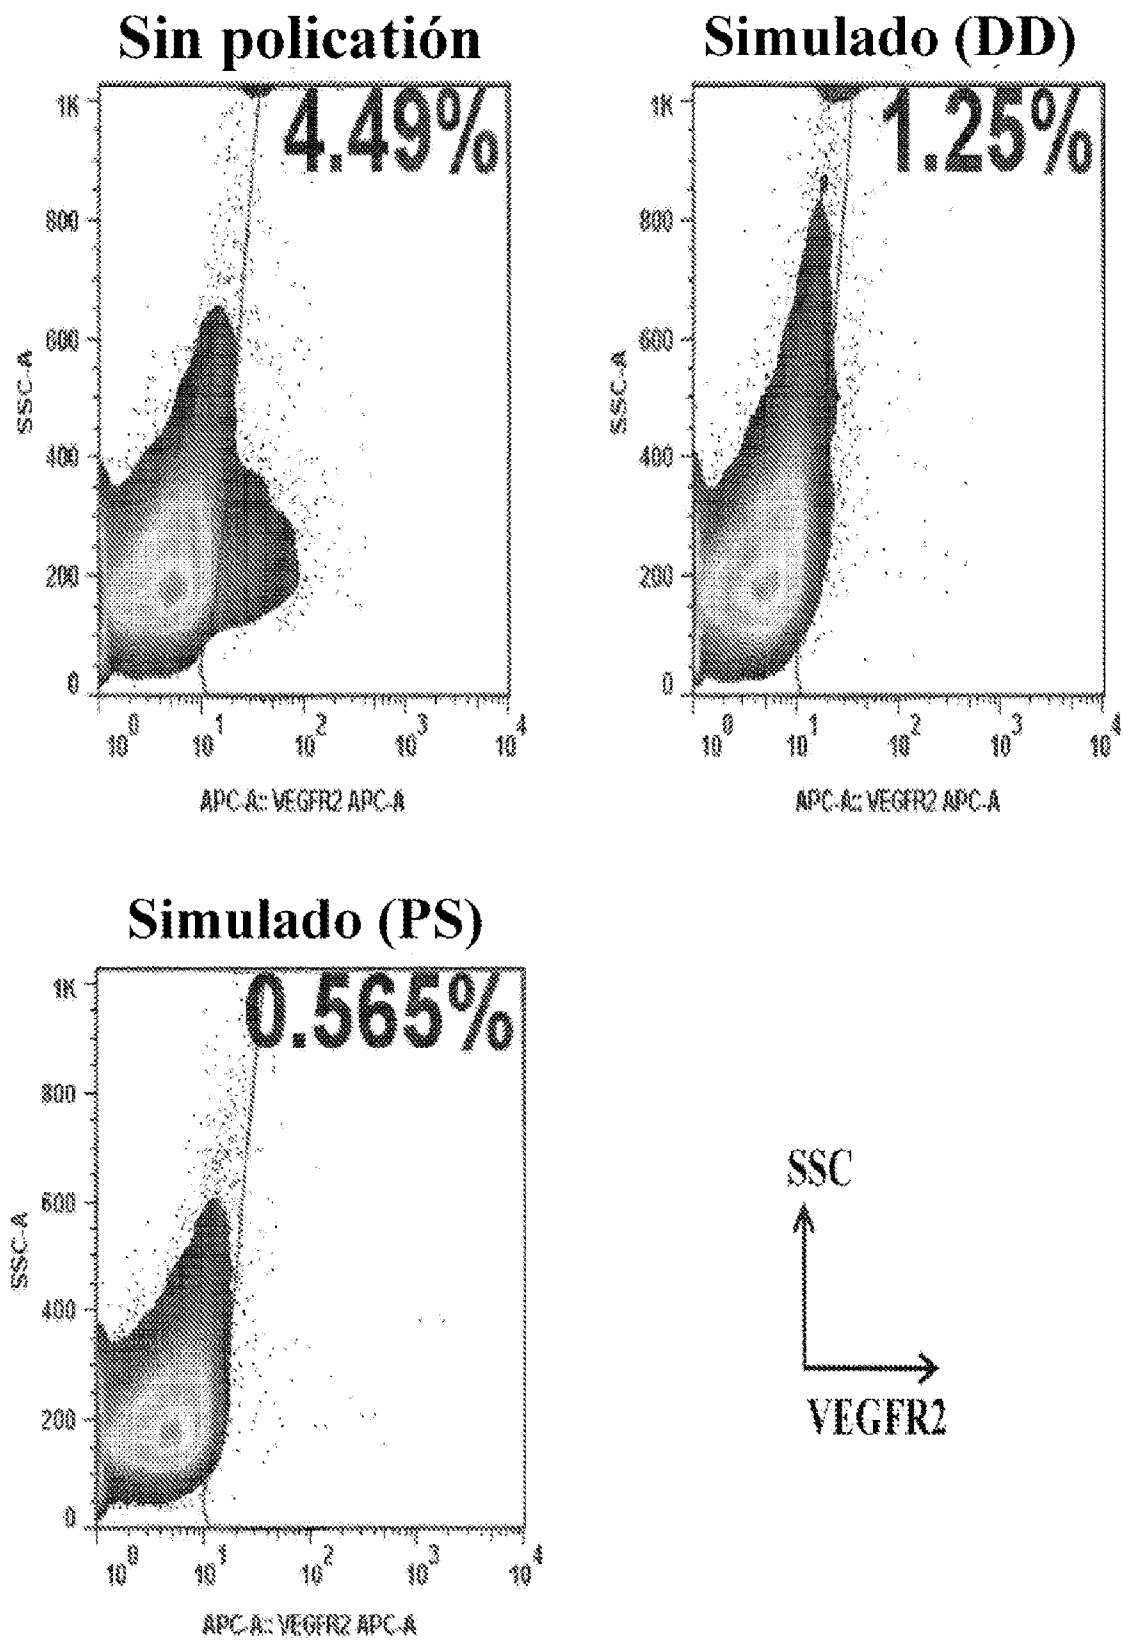 Sin policatión
4.49%
1K
800
600
400
200
0
SSC-A
10^0 10^1 10^2 10^3 10^4
APC-A:: VEGFR2 APC-A
Simulado (DD)
1.25%
1K
800
600
400
200
0
SSC-A
10^0 10^1 10^2 10^3 10^4
APC-A:: VEGFR2 APC-A
Simulado (PS)
0.565%
1K
800
600
400
200
0
SSC-A
10^0 10^1 10^2 10^3 10^4
APC-A:: VEGFR2 APC-A
SSC
VEGFR2